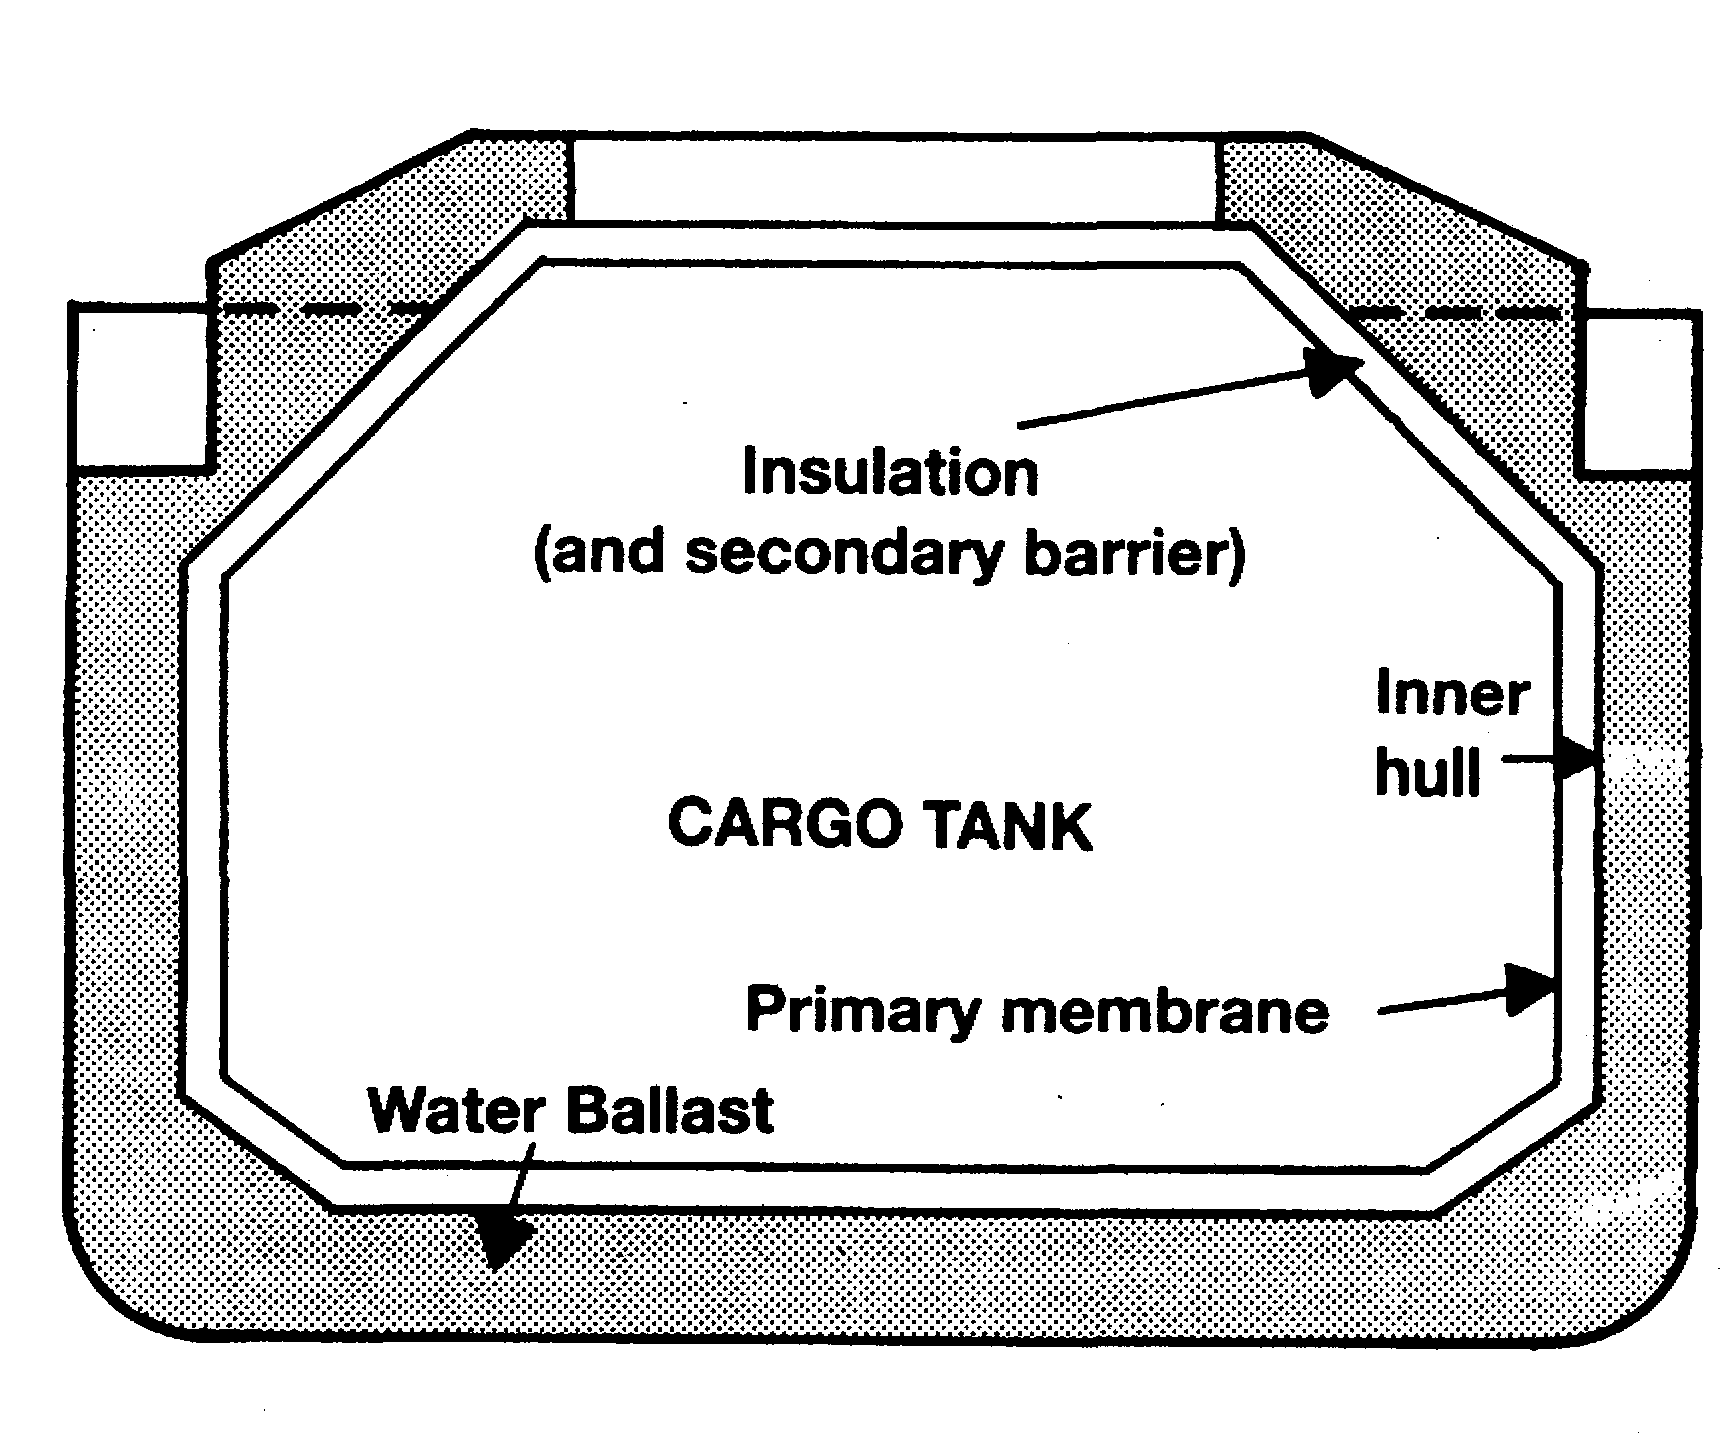 Insulation
(and secondary barrier)
Inner
hull
CARGO TANK
Primary membrane
Water Ballast